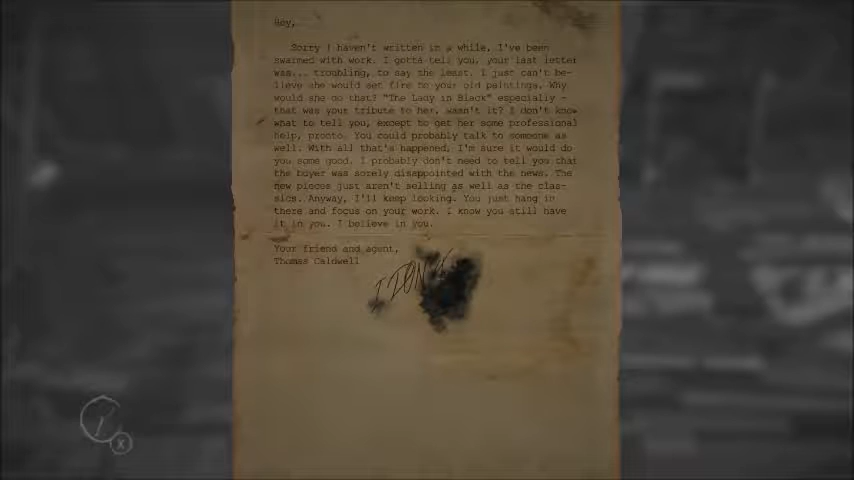 Hey,
Sorry I haven't written in a while, I've been
swarmed with work. I gotta tell you, your last letter
was... troubling, to say the least. I just can't be-
lieve she would set fire to your old paintings. Why
would she do that? "The Lady in Black" especially -
that was your tribute to her, wasn't it? I don't know
what to tell you, except to get her some professional
help, pronto. You could probably talk to someone as
well. With all that's happened, I'm sure it would do
you some good. I probably don't need to tell you that
the buyer was sorely disappointed with the news. The
new pieces just aren't selling as well as the clas-
sics. Anyway, I'll keep looking. You just hang in
there and focus on your work. I know you still have
it in you. I believe in you.
Your friend and agent,
Thomas Caldwell
I DON'T
X